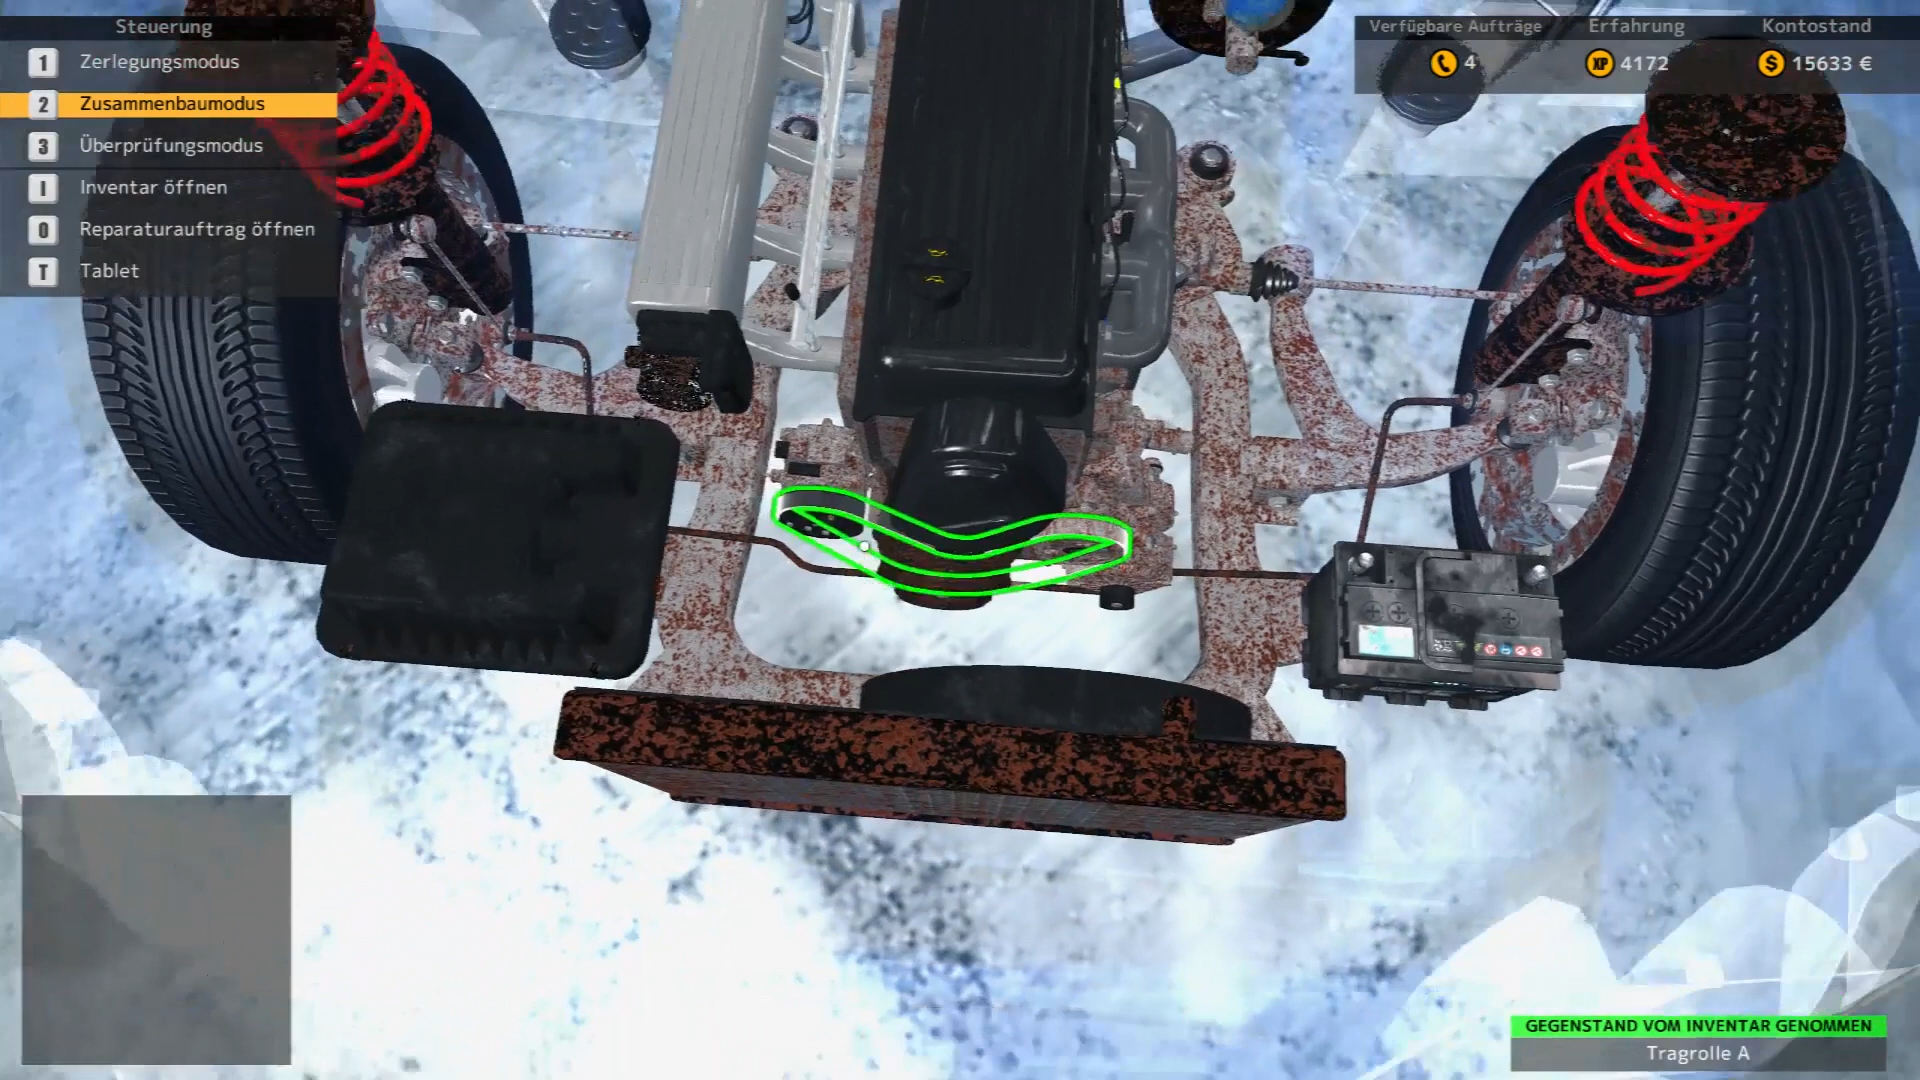 Steuerung
1 Zerlegungsmodus
2 Zusammenbaumodus
3 Überprüfungsmodus
I Inventar öffnen
O Reparaturauftrag öffnen
T Tablet
Verfügbare Aufträge Erfahrung Kontostand
4 XP 4172 $ 15633 €
GEGENSTAND VOM INVENTAR GENOMMEN
Tragrolle A